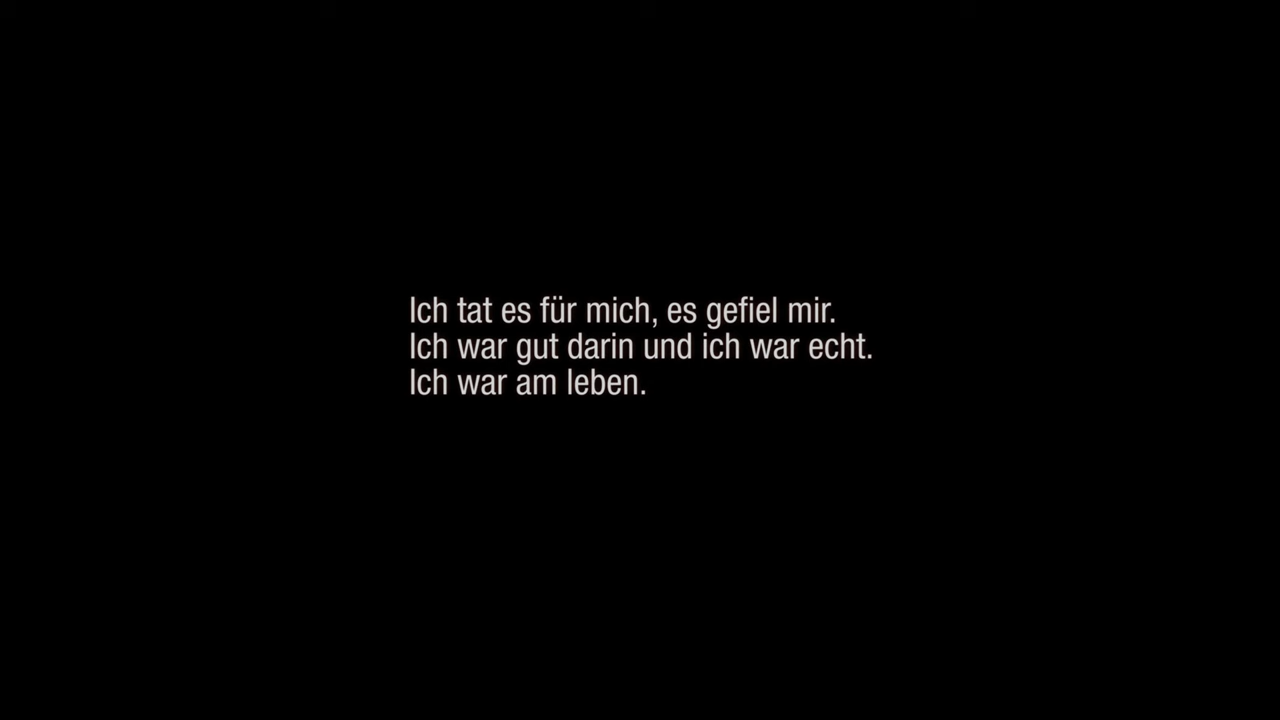 Ich tat es für mich, es gefiel mir.
Ich war gut darin und ich war echt.
Ich war am leben.